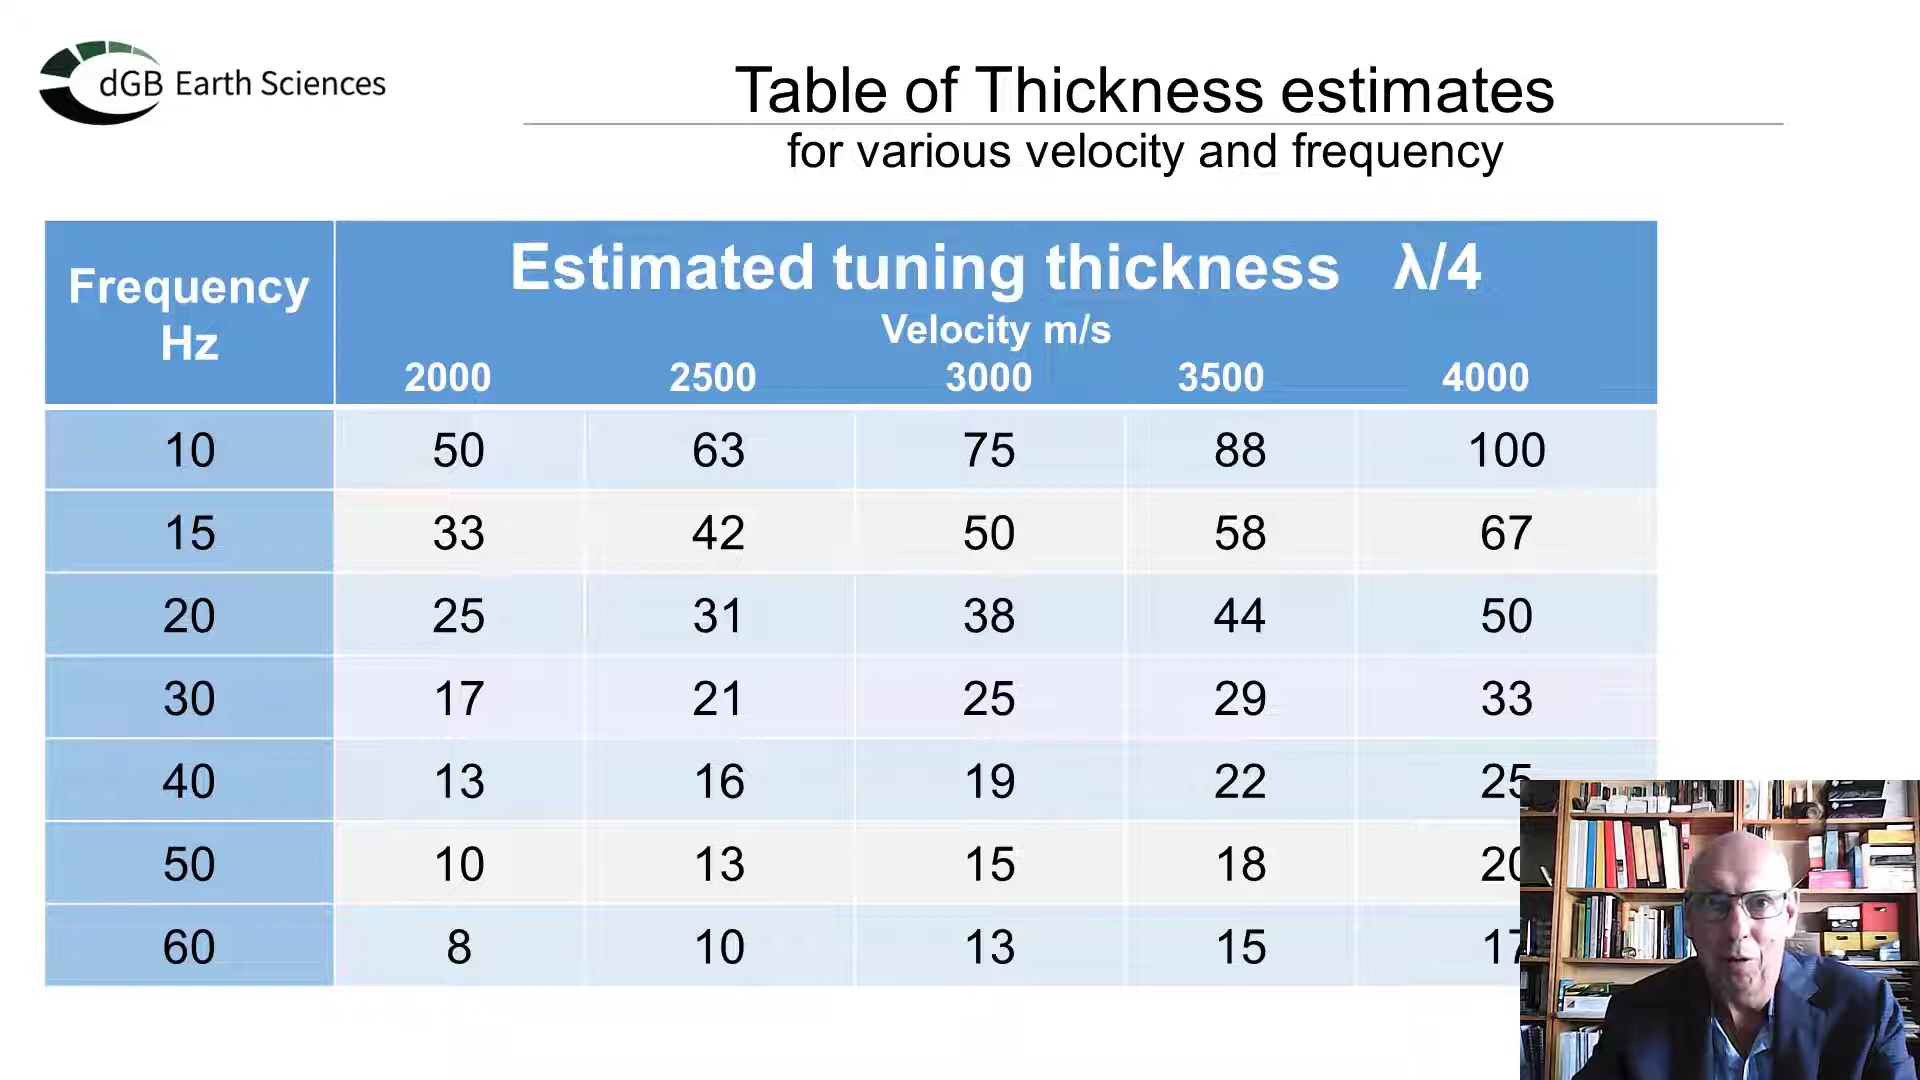 dGB Earth Sciences
Table of Thickness estimates
for various velocity and frequency
Frequency
Hz
Estimated tuning thickness λ/4
Velocity m/s
2000 2500 3000 3500 4000
10 50 63 75 88 100
15 33 42 50 58 67
20 25 31 38 44 50
30 17 21 25 29 33
40 13 16 19 22 25
50 10 13 15 18 20
60 8 10 13 15 17